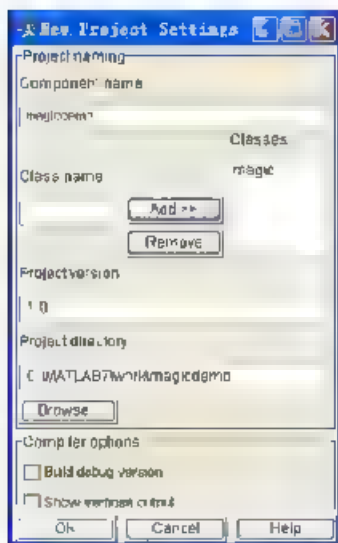 New Project Settings
Project naming
Component name
magicdemo
Classes
magic
Class name
Add >>
Remove
Project version
1.0
Project directory
C:\MATLAB7\work\magicdemo
Browse
Compiler options
Build debug version
Show verbose output
Ok Cancel Help